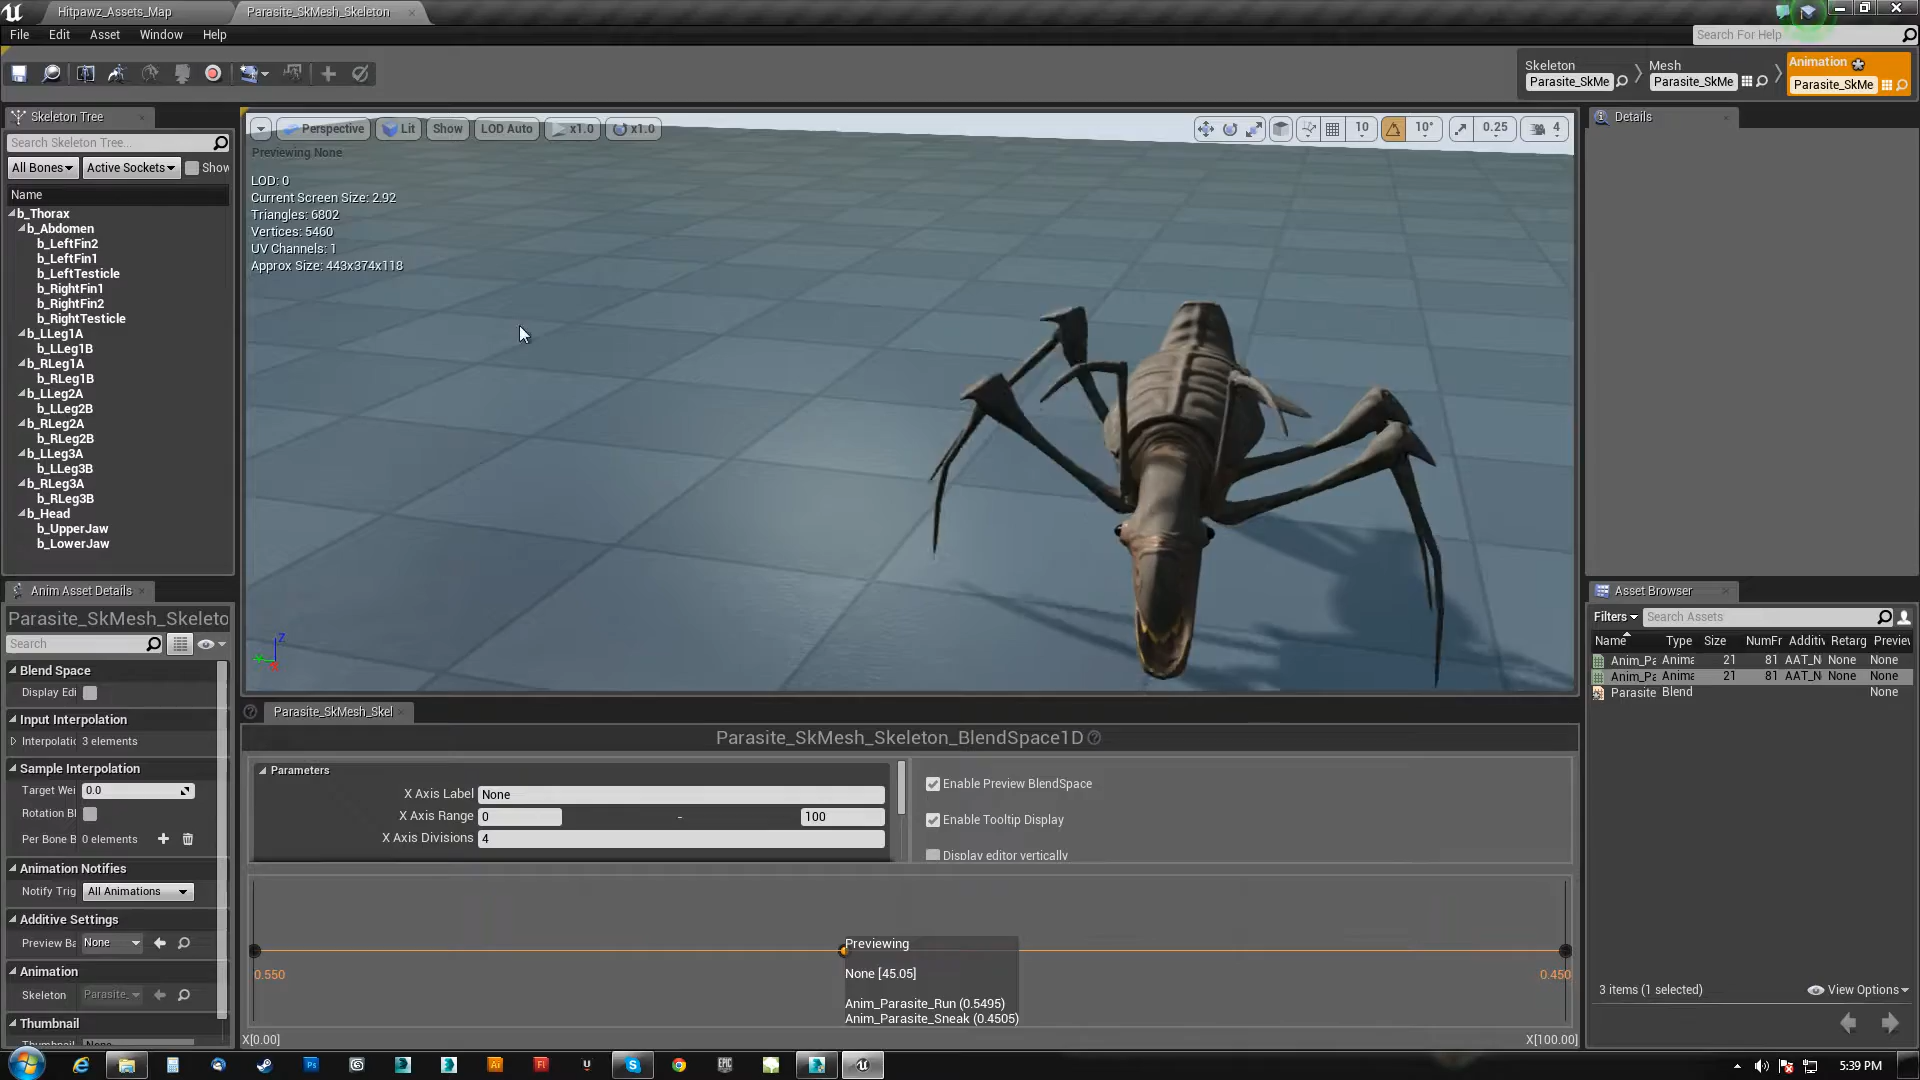 Hitpawz_Assets_Map
Parasite_SkMesh_Skeleton
File Edit Asset Window Help
Search For Help
Skeleton
Parasite_SkMe
Mesh
Parasite_SkMe
Animation
Parasite_SkMe
Skeleton Tree
Search Skeleton Tree...
All Bones
Active Sockets
Show
Name
b_Thorax
b_Abdomen
b_LeftFin2
b_LeftFin1
b_LeftTesticle
b_RightFin1
b_RightFin2
b_RightTesticle
b_LLeg1A
b_LLeg1B
b_RLeg1A
b_RLeg1B
b_LLeg2A
b_LLeg2B
b_RLeg2A
b_RLeg2B
b_LLeg3A
b_LLeg3B
b_RLeg3A
b_RLeg3B
b_Head
b_UpperJaw
b_LowerJaw
Perspective Lit Show LOD Auto x1.0 x1.0
10 10° 0.25 4
Previewing None
LOD: 0
Current Screen Size: 2.92
Triangles: 6802
Vertices: 5460
UV Channels: 1
Approx Size: 443x374x118
Z
Details
Anim Asset Details
Parasite_SkMesh_Skeleto
Search
Blend Space
Display Edi
Input Interpolation
Interpolatic 3 elements
Sample Interpolation
Target Wei 0.0
Rotation Bl
Per Bone B 0 elements
Animation Notifies
Notify Trig All Animations
Additive Settings
Preview Ba None
Animation
Skeleton Parasite_
Thumbnail
Parasite_SkMesh_Skel
Parasite_SkMesh_Skeleton_BlendSpace1D
Parameters
X Axis Label None
X Axis Range 0 - 100
X Axis Divisions 4
Enable Preview BlendSpace
Enable Tooltip Display
Display editor vertically
Previewing
None [45.05]
Anim_Parasite_Run (0.5495)
Anim_Parasite_Sneak (0.4505)
0.550
0.450
X[0.00]
X[100.00]
Asset Browser
Filters Search Assets
Name Type Size NumFr Additiv Retarg Preview
Anim_Pa Anima 21 81 AAT_N None None
Anim_Pa Anima 21 81 AAT_N None None
Parasite Blend None
3 items (1 selected)
View Options
Ps
Ai
Fl
EPIC
5:39 PM